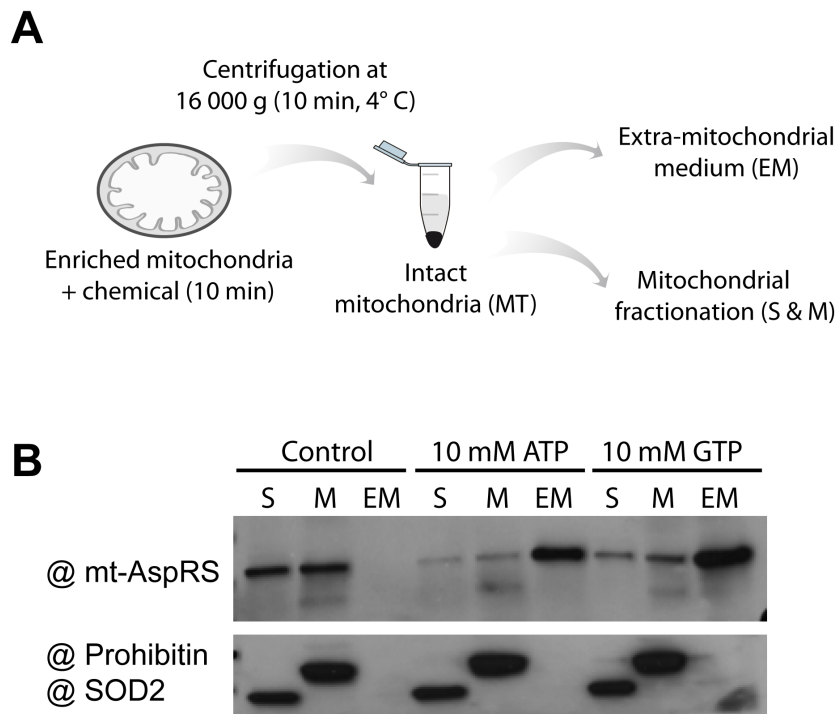 A
Centrifugation at
16 000 g (10 min, 4° C)
Extra-mitochondrial
medium (EM)
Enriched mitochondria
+ chemical (10 min)
Intact
mitochondria (MT)
Mitochondrial
fractionation (S & M)
B
Control 10 mM ATP 10 mM GTP
S M EM S M EM S M EM
@ mt-AspRS
@ Prohibitin
@ SOD2